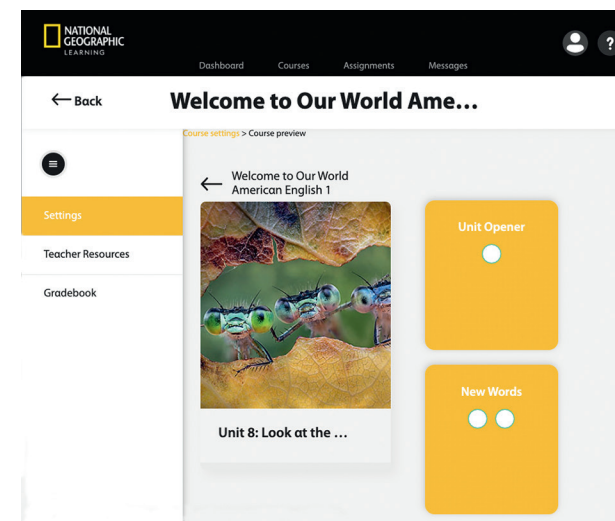 NATIONAL
GEOGRAPHIC
LEARNING
Dashboard Courses Assignments Messages
?
← Back
Welcome to Our World Ame...
Course settings > Course preview
← Welcome to Our World
American English 1
Settings
Teacher Resources
Gradebook
Unit 8: Look at the ...
Unit Opener
New Words